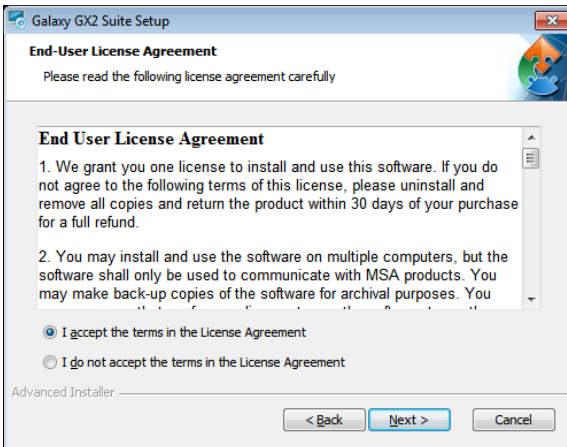 Galaxy GX2 Suite Setup
End-User License Agreement
Please read the following license agreement carefully
End User License Agreement
1. We grant you one license to install and use this software. If you do
not agree to the following terms of this license, please uninstall and
remove all copies and return the product within 30 days of your purchase
for a full refund.
2. You may install and use the software on multiple computers, but the
software shall only be used to communicate with MSA products. You
may make back-up copies of the software for archival purposes. You
I accept the terms in the License Agreement
I do not accept the terms in the License Agreement
Advanced Installer
< Back
Next >
Cancel